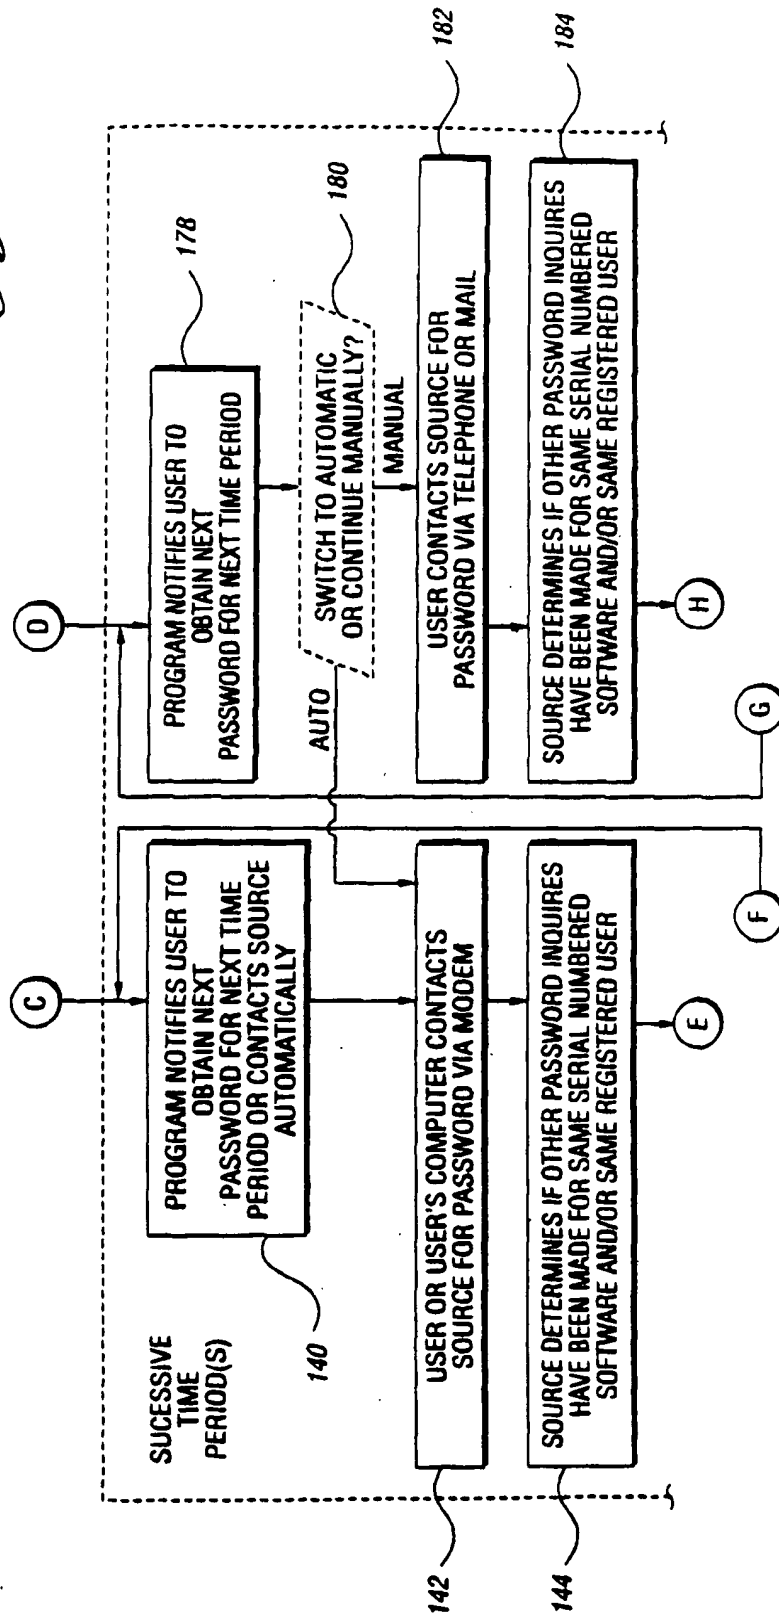 C
D
SUCESSIVE
TIME
PERIOD(S)
PROGRAM NOTIFIES USER TO
OBTAIN NEXT
PASSWORD FOR NEXT TIME
PERIOD OR CONTACTS SOURCE
AUTOMATICALLY
140
PROGRAM NOTIFIES USER TO
OBTAIN NEXT
PASSWORD FOR NEXT TIME PERIOD
178
AUTO
SWITCH TO AUTOMATIC
OR CONTINUE MANUALLY?
180
MANUAL
USER OR USER'S COMPUTER CONTACTS
SOURCE FOR PASSWORD VIA MODEM
142
USER CONTACTS SOURCE FOR
PASSWORD VIA TELEPHONE OR MAIL
182
SOURCE DETERMINES IF OTHER PASSWORD INQUIRES
HAVE BEEN MADE FOR SAME SERIAL NUMBERED
SOFTWARE AND/OR SAME REGISTERED USER
144
SOURCE DETERMINES IF OTHER PASSWORD INQUIRES
HAVE BEEN MADE FOR SAME SERIAL NUMBERED
SOFTWARE AND/OR SAME REGISTERED USER
184
E
F
G
H